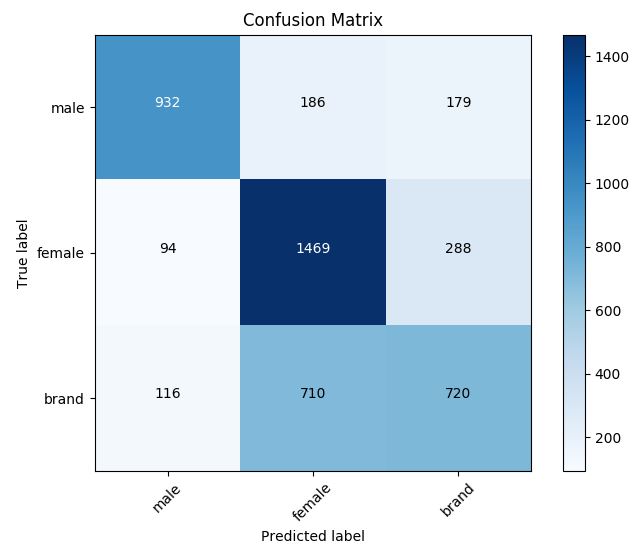 Confusion Matrix
True label
male
932
186
179
female
94
1469
288
brand
116
710
720
male
female
brand
Predicted label
1400
1200
1000
800
600
400
200